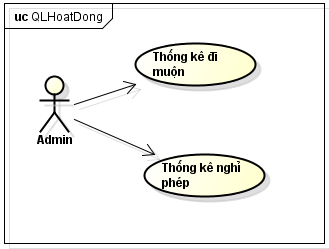 uc QLHoatDong
Thống kê đi
muộn
Admin
Thống kê nghỉ
phép